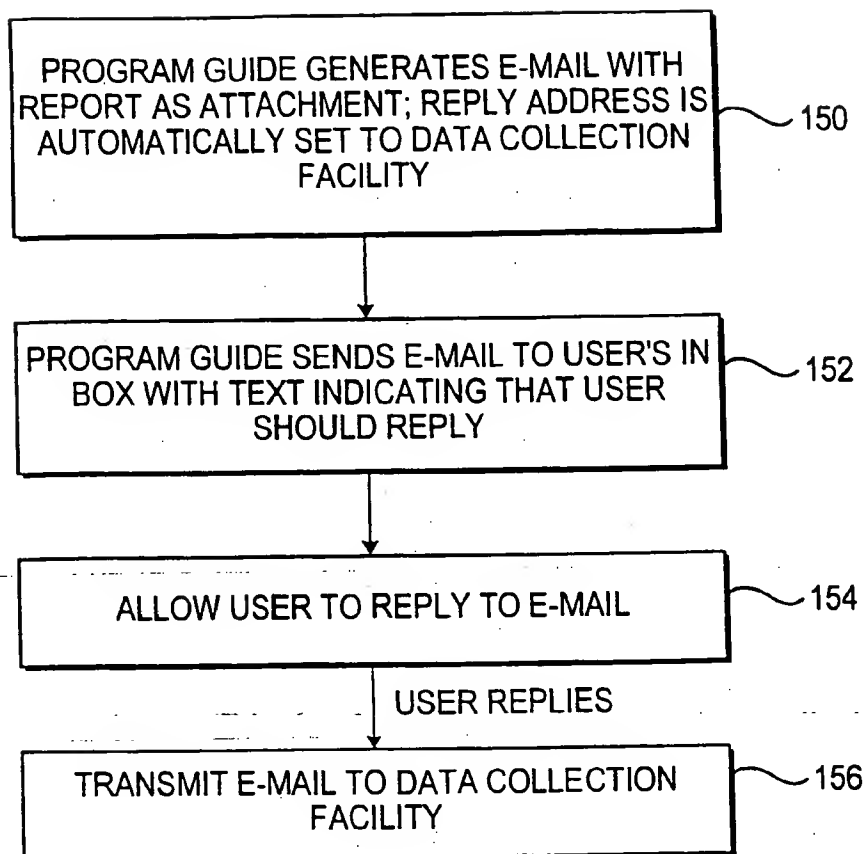 PROGRAM GUIDE GENERATES E-MAIL WITH
REPORT AS ATTACHMENT; REPLY ADDRESS IS
AUTOMATICALLY SET TO DATA COLLECTION
FACILITY
150
PROGRAM GUIDE SENDS E-MAIL TO USER'S IN
BOX WITH TEXT INDICATING THAT USER
SHOULD REPLY
152
ALLOW USER TO REPLY TO E-MAIL
154
USER REPLIES
TRANSMIT E-MAIL TO DATA COLLECTION
FACILITY
156